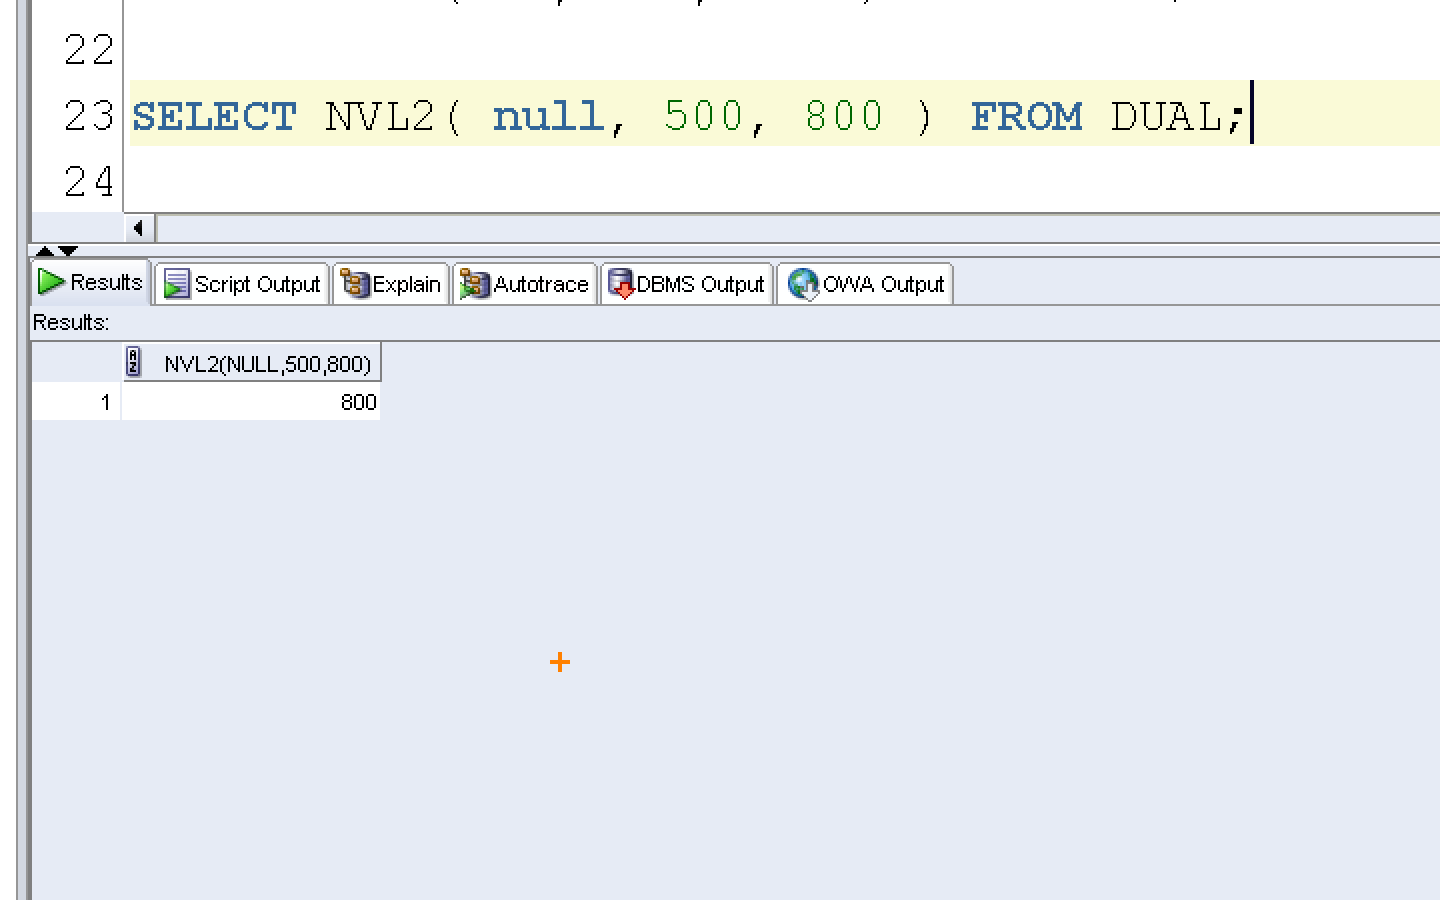 22
23 SELECT NVL2( null, 500, 800 ) FROM DUAL;
24
Results Script Output Explain Autotrace DBMS Output OWA Output
Results:
NVL2(NULL,500,800)
1 800